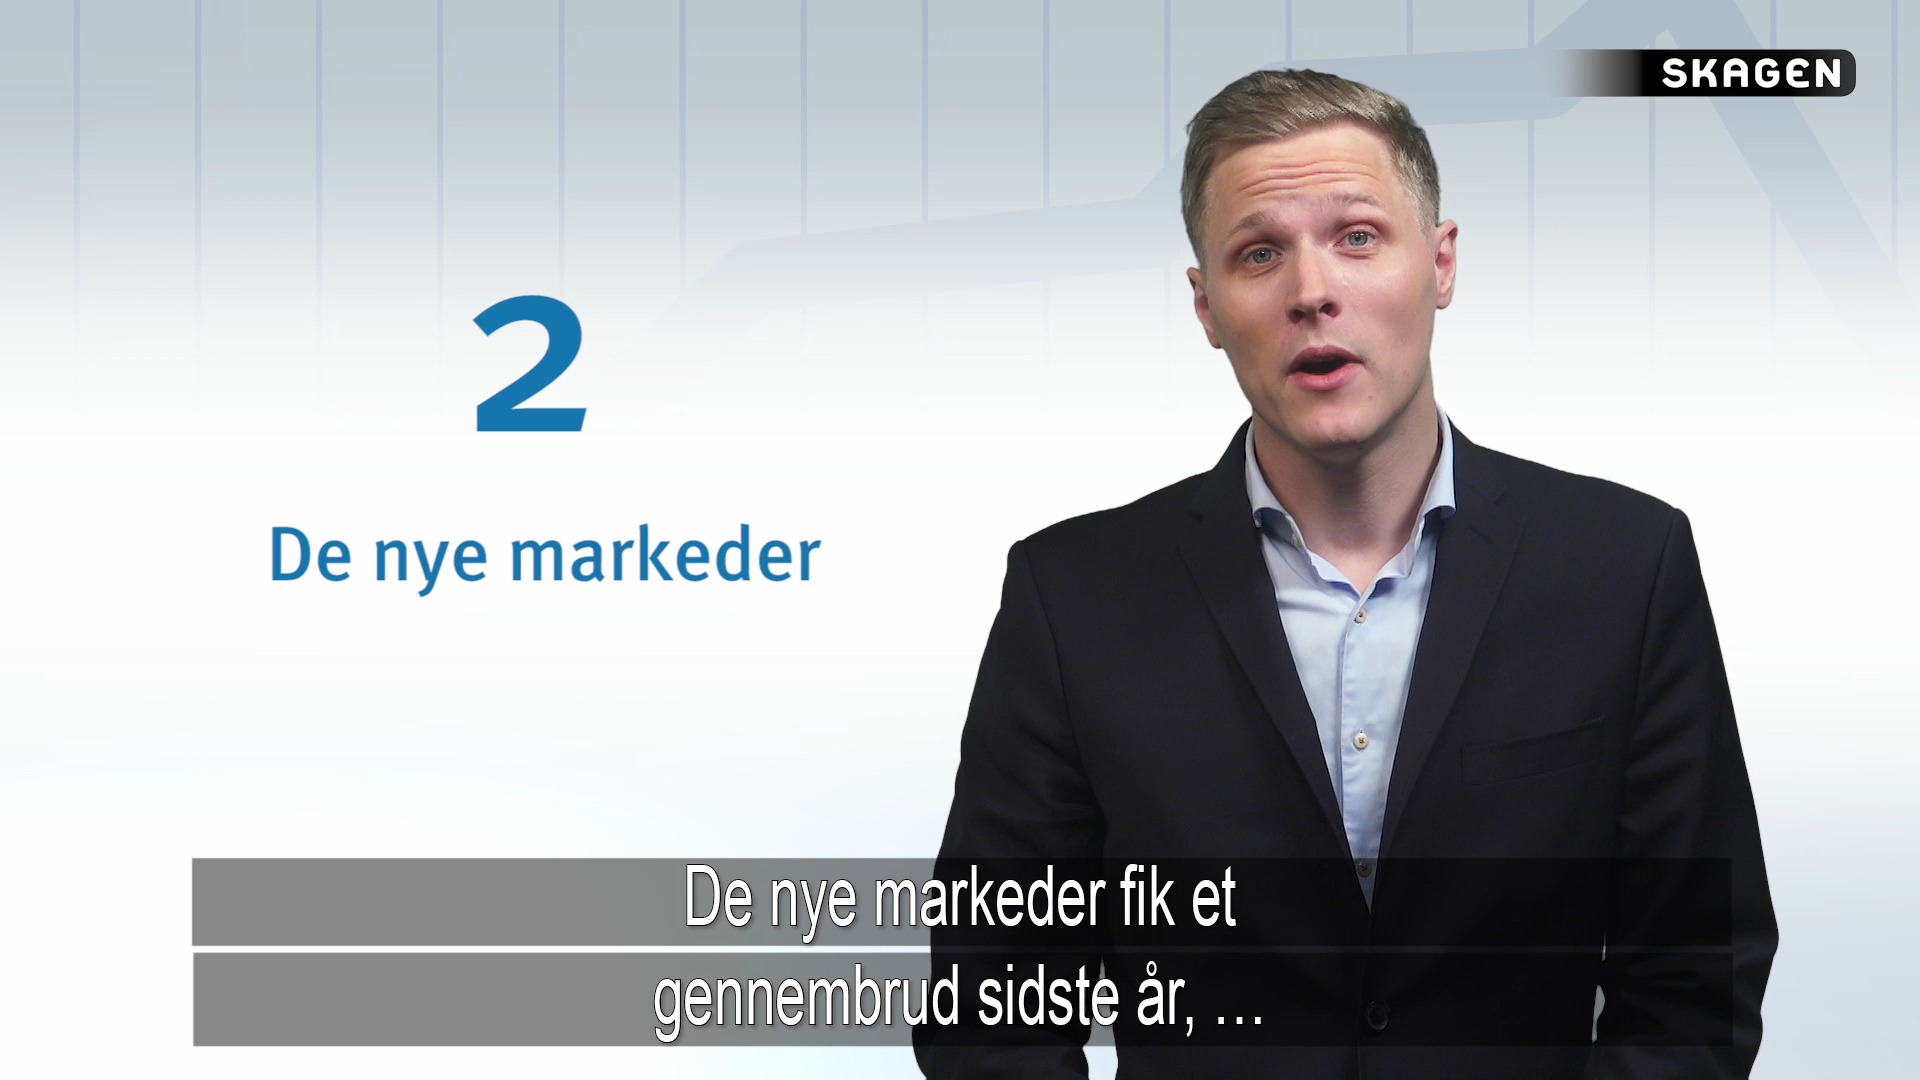 SKAGEN
2
De nye markeder
De nye markeder fik et
gennembrud sidste år, …